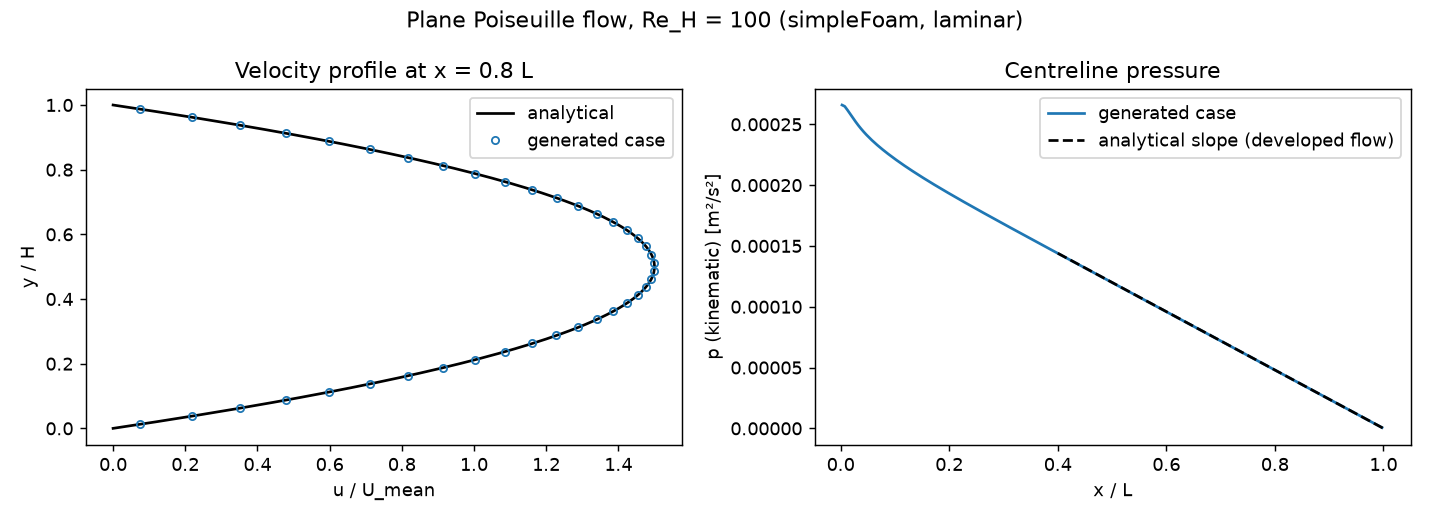 Plane Poiseuille flow, Re_H = 100 (simpleFoam, laminar)
Velocity profile at x = 0.8 L
analytical
generated case
1.0
0.8
0.6
0.4
0.2
0.0
y / H
0.0 0.2 0.4 0.6 0.8 1.0 1.2 1.4
u / U_mean
Centreline pressure
generated case
analytical slope (developed flow)
0.00025
0.00020
0.00015
0.00010
0.00005
0.00000
p (kinematic) [m²/s²]
0.0 0.2 0.4 0.6 0.8 1.0
x / L